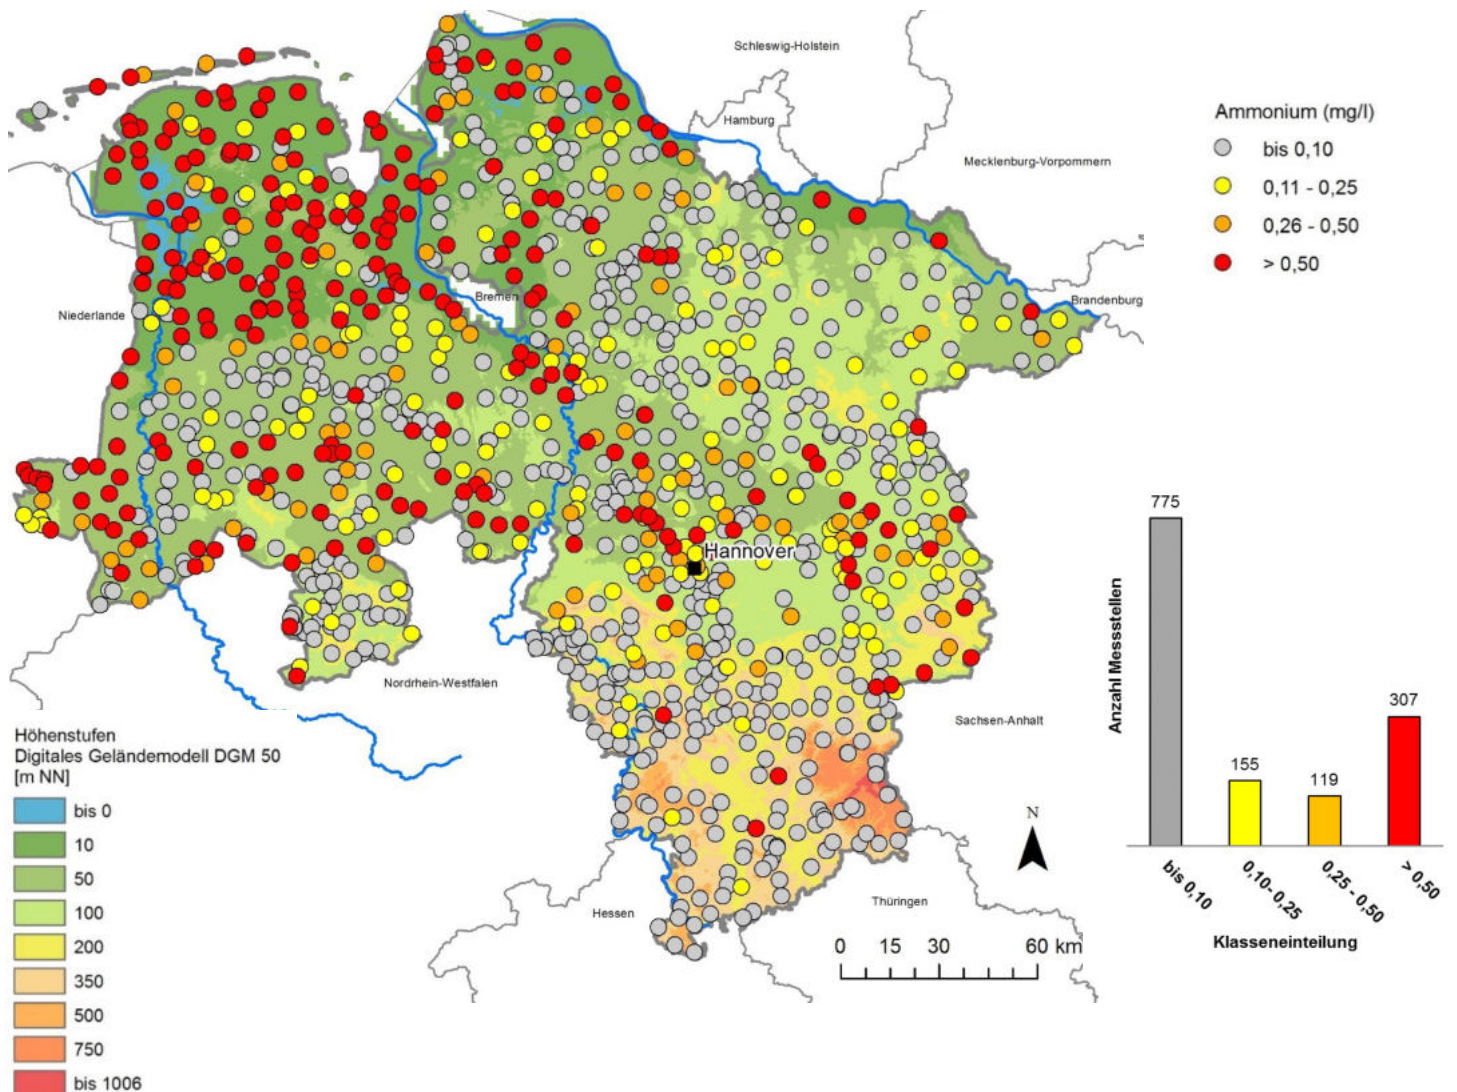 Schleswig-Holstein
Hamburg
Mecklenburg-Vorpommern
Niederlande
Bremen
Brandenburg
Hannover
Nordrhein-Westfalen
Sachsen-Anhalt
Hessen
Thüringen
N
0 15 30 60 km
Ammonium (mg/l)
bis 0,10
0,11 - 0,25
0,26 - 0,50
> 0,50
Höhenstufen
Digitales Geländemodell DGM 50
[m NN]
bis 0
10
50
100
200
350
500
750
bis 1006
Anzahl Messstellen
775
155
119
307
bis 0,10
0,10- 0,25
0,25 - 0,50
> 0,50
Klasseneinteilung